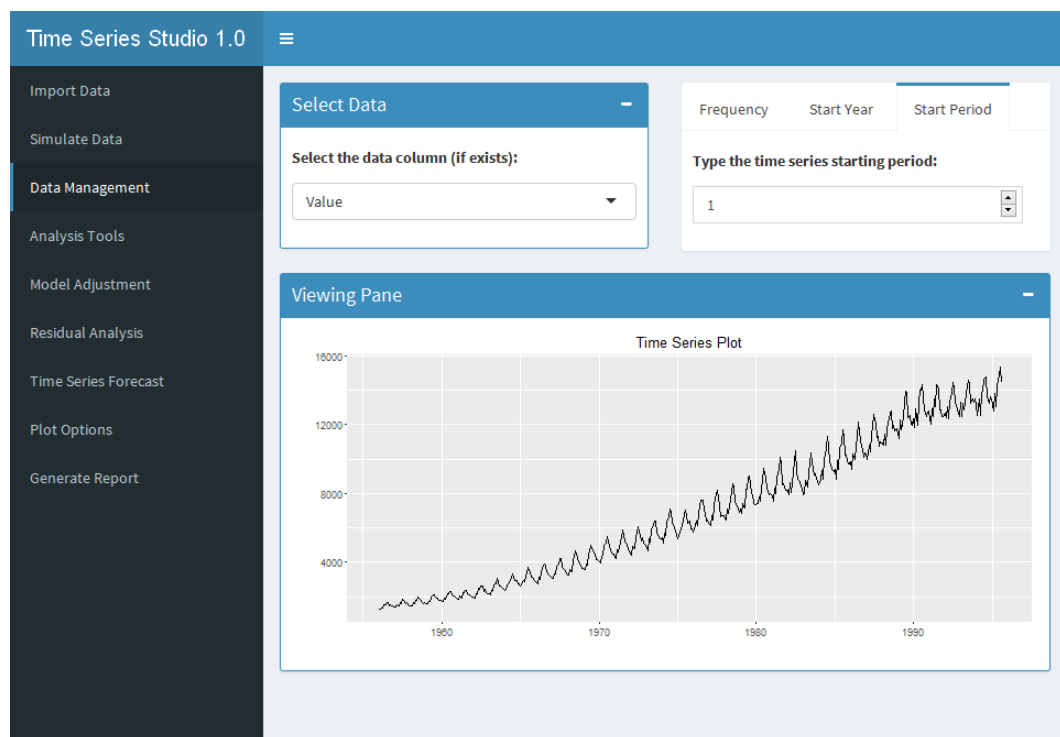 Time Series Studio 1.0
Import Data
Simulate Data
Data Management
Analysis Tools
Model Adjustment
Residual Analysis
Time Series Forecast
Plot Options
Generate Report
Select Data
Select the data column (if exists):
Value
Frequency Start Year Start Period
Type the time series starting period:
1
Viewing Pane
Time Series Plot
16000
12000
8000
4000
1960 1970 1980 1990